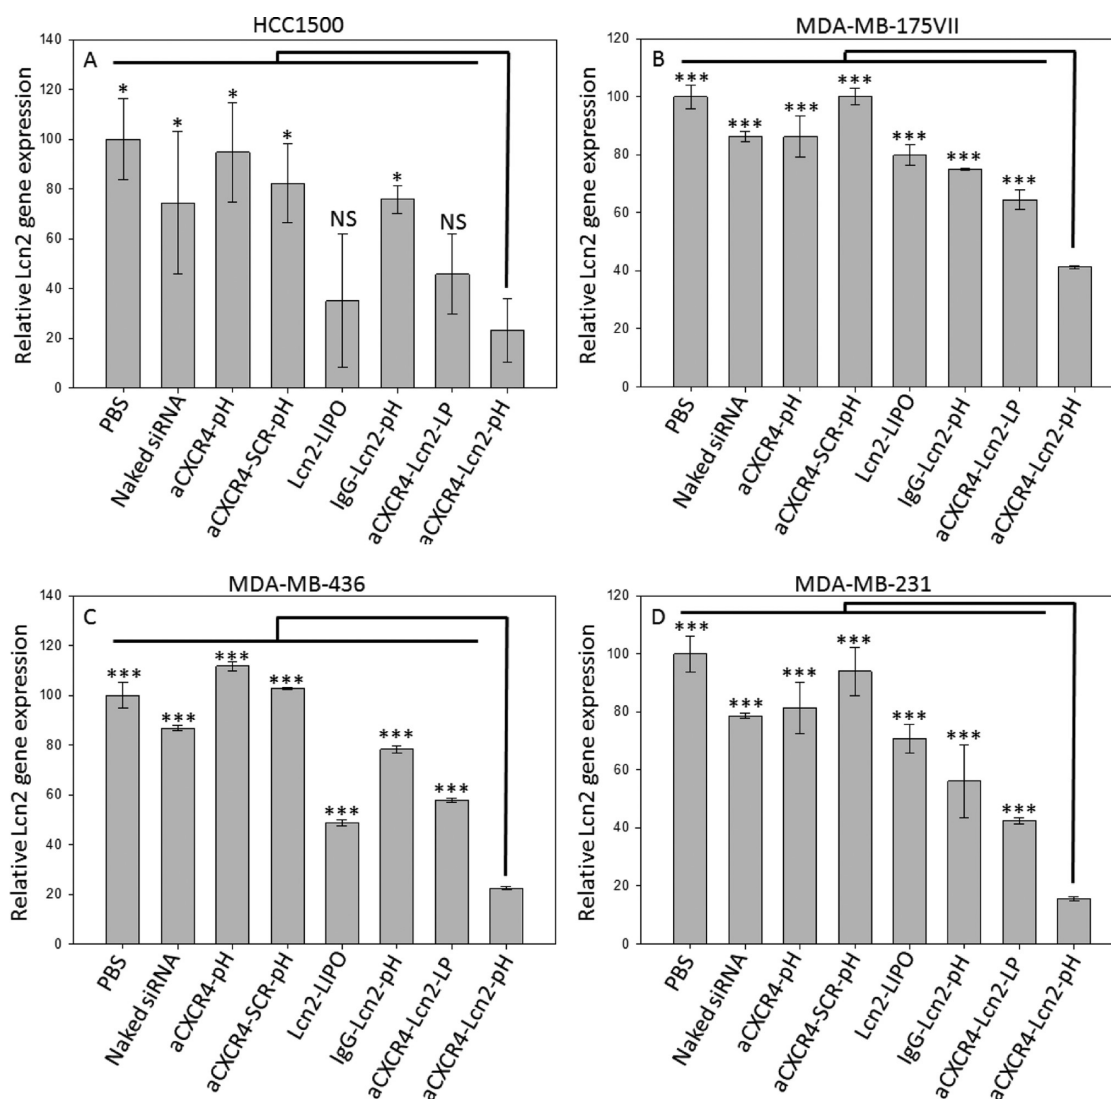 HCC1500
A
Relative Lcn2 gene expression
140
120
100
80
60
40
20
0
*
*
*
*
NS
*
NS
PBS
Naked siRNA
aCXCR4-pH
aCXCR4-SCR-pH
Lcn2-LIPO
IgG-Lcn2-pH
aCXCR4-Lcn2-LP
aCXCR4-Lcn2-pH
MDA-MB-175VII
B
Relative Lcn2 gene expression
120
100
80
60
40
20
0
***
***
***
***
***
***
***
PBS
Naked siRNA
aCXCR4-pH
aCXCR4-SCR-pH
Lcn2-LIPO
IgG-Lcn2-pH
aCXCR4-Lcn2-LP
aCXCR4-Lcn2-pH
MDA-MB-436
C
Relative Lcn2 gene expression
140
120
100
80
60
40
20
0
***
***
***
***
***
***
***
PBS
Naked siRNA
aCXCR4-pH
aCXCR4-SCR-pH
Lcn2-LIPO
IgG-Lcn2-pH
aCXCR4-Lcn2-LP
aCXCR4-Lcn2-pH
MDA-MB-231
D
Relative Lcn2 gene expression
120
100
80
60
40
20
0
***
***
***
***
***
***
***
PBS
Naked siRNA
aCXCR4-pH
aCXCR4-SCR-pH
Lcn2-LIPO
IgG-Lcn2-pH
aCXCR4-Lcn2-LP
aCXCR4-Lcn2-pH